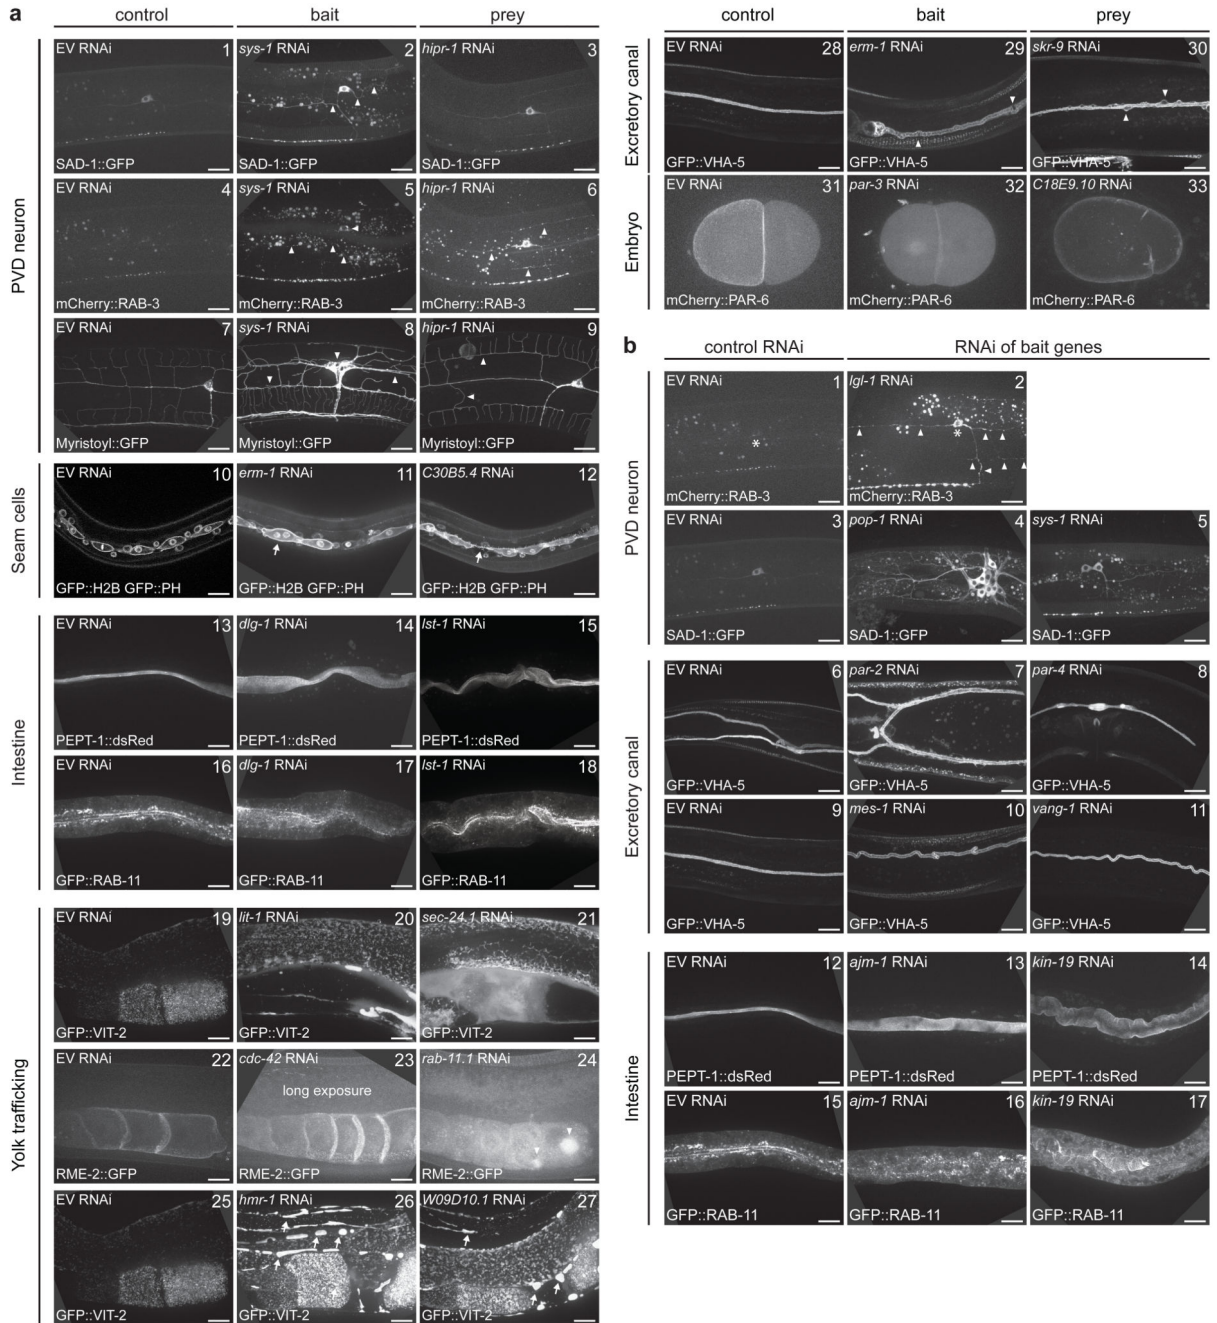 a
control bait prey
PVD neuron
EV RNAi 1
SAD-1::GFP
sys-1 RNAi 2
SAD-1::GFP
hipr-1 RNAi 3
SAD-1::GFP
EV RNAi 4
mCherry::RAB-3
sys-1 RNAi 5
mCherry::RAB-3
hipr-1 RNAi 6
mCherry::RAB-3
EV RNAi 7
Myristoyl::GFP
sys-1 RNAi 8
Myristoyl::GFP
hipr-1 RNAi 9
Myristoyl::GFP
Seam cells
EV RNAi 10
GFP::H2B GFP::PH
erm-1 RNAi 11
GFP::H2B GFP::PH
C30B5.4 RNAi 12
GFP::H2B GFP::PH
Intestine
EV RNAi 13
PEPT-1::dsRed
dlg-1 RNAi 14
PEPT-1::dsRed
lst-1 RNAi 15
PEPT-1::dsRed
EV RNAi 16
GFP::RAB-11
dlg-1 RNAi 17
GFP::RAB-11
lst-1 RNAi 18
GFP::RAB-11
Yolk trafficking
EV RNAi 19
GFP::VIT-2
lit-1 RNAi 20
GFP::VIT-2
sec-24.1 RNAi 21
GFP::VIT-2
EV RNAi 22
RME-2::GFP
cdc-42 RNAi 23
long exposure
RME-2::GFP
rab-11.1 RNAi 24
RME-2::GFP
EV RNAi 25
GFP::VIT-2
hmr-1 RNAi 26
GFP::VIT-2
W09D10.1 RNAi 27
GFP::VIT-2
control bait prey
Excretory canal
EV RNAi 28
GFP::VHA-5
erm-1 RNAi 29
GFP::VHA-5
skr-9 RNAi 30
GFP::VHA-5
Embryo
EV RNAi 31
mCherry::PAR-6
par-3 RNAi 32
mCherry::PAR-6
C18E9.10 RNAi 33
mCherry::PAR-6
b
control RNAi RNAi of bait genes
PVD neuron
EV RNAi 1
*
mCherry::RAB-3
lgl-1 RNAi 2
*
mCherry::RAB-3
EV RNAi 3
SAD-1::GFP
pop-1 RNAi 4
SAD-1::GFP
sys-1 RNAi 5
SAD-1::GFP
Excretory canal
EV RNAi 6
GFP::VHA-5
par-2 RNAi 7
GFP::VHA-5
par-4 RNAi 8
GFP::VHA-5
EV RNAi 9
GFP::VHA-5
mes-1 RNAi 10
GFP::VHA-5
vang-1 RNAi 11
GFP::VHA-5
Intestine
EV RNAi 12
PEPT-1::dsRed
ajm-1 RNAi 13
PEPT-1::dsRed
kin-19 RNAi 14
PEPT-1::dsRed
EV RNAi 15
GFP::RAB-11
ajm-1 RNAi 16
GFP::RAB-11
kin-19 RNAi 17
GFP::RAB-11